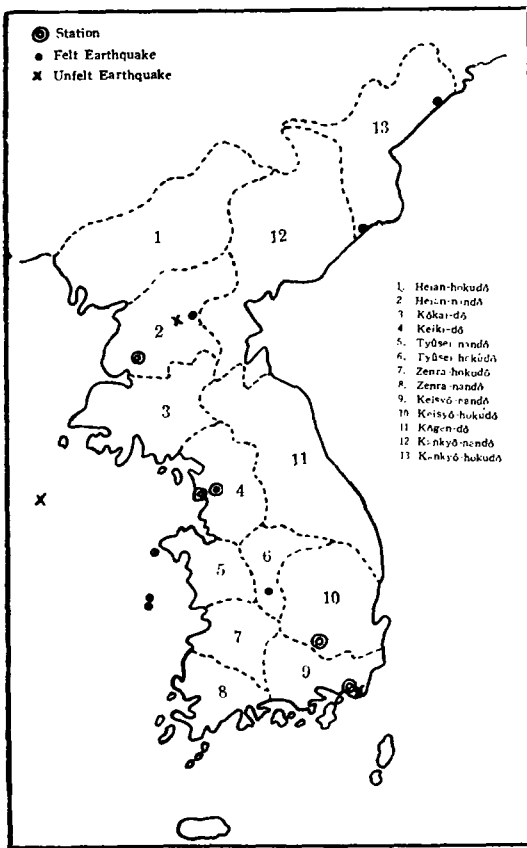 Station
Felt Earthquake
Unfelt Earthquake
13
1
12
2
3
11
4
6
5
10
7
9
8
1. Heian-hokudô
2 Heian-nandô
3 Kôkai-dô
4 Keiki-dô
5. Tyûsei-nandô
6. Tyûsei-hokudô
7. Zenra-hokudô
8. Zenra-nandô
9 Keisyô-nandô
10 Keisyô-hokudô
11 Kôgen-dô
12 Kankyô-nandô
13 Kankyô-hokudô